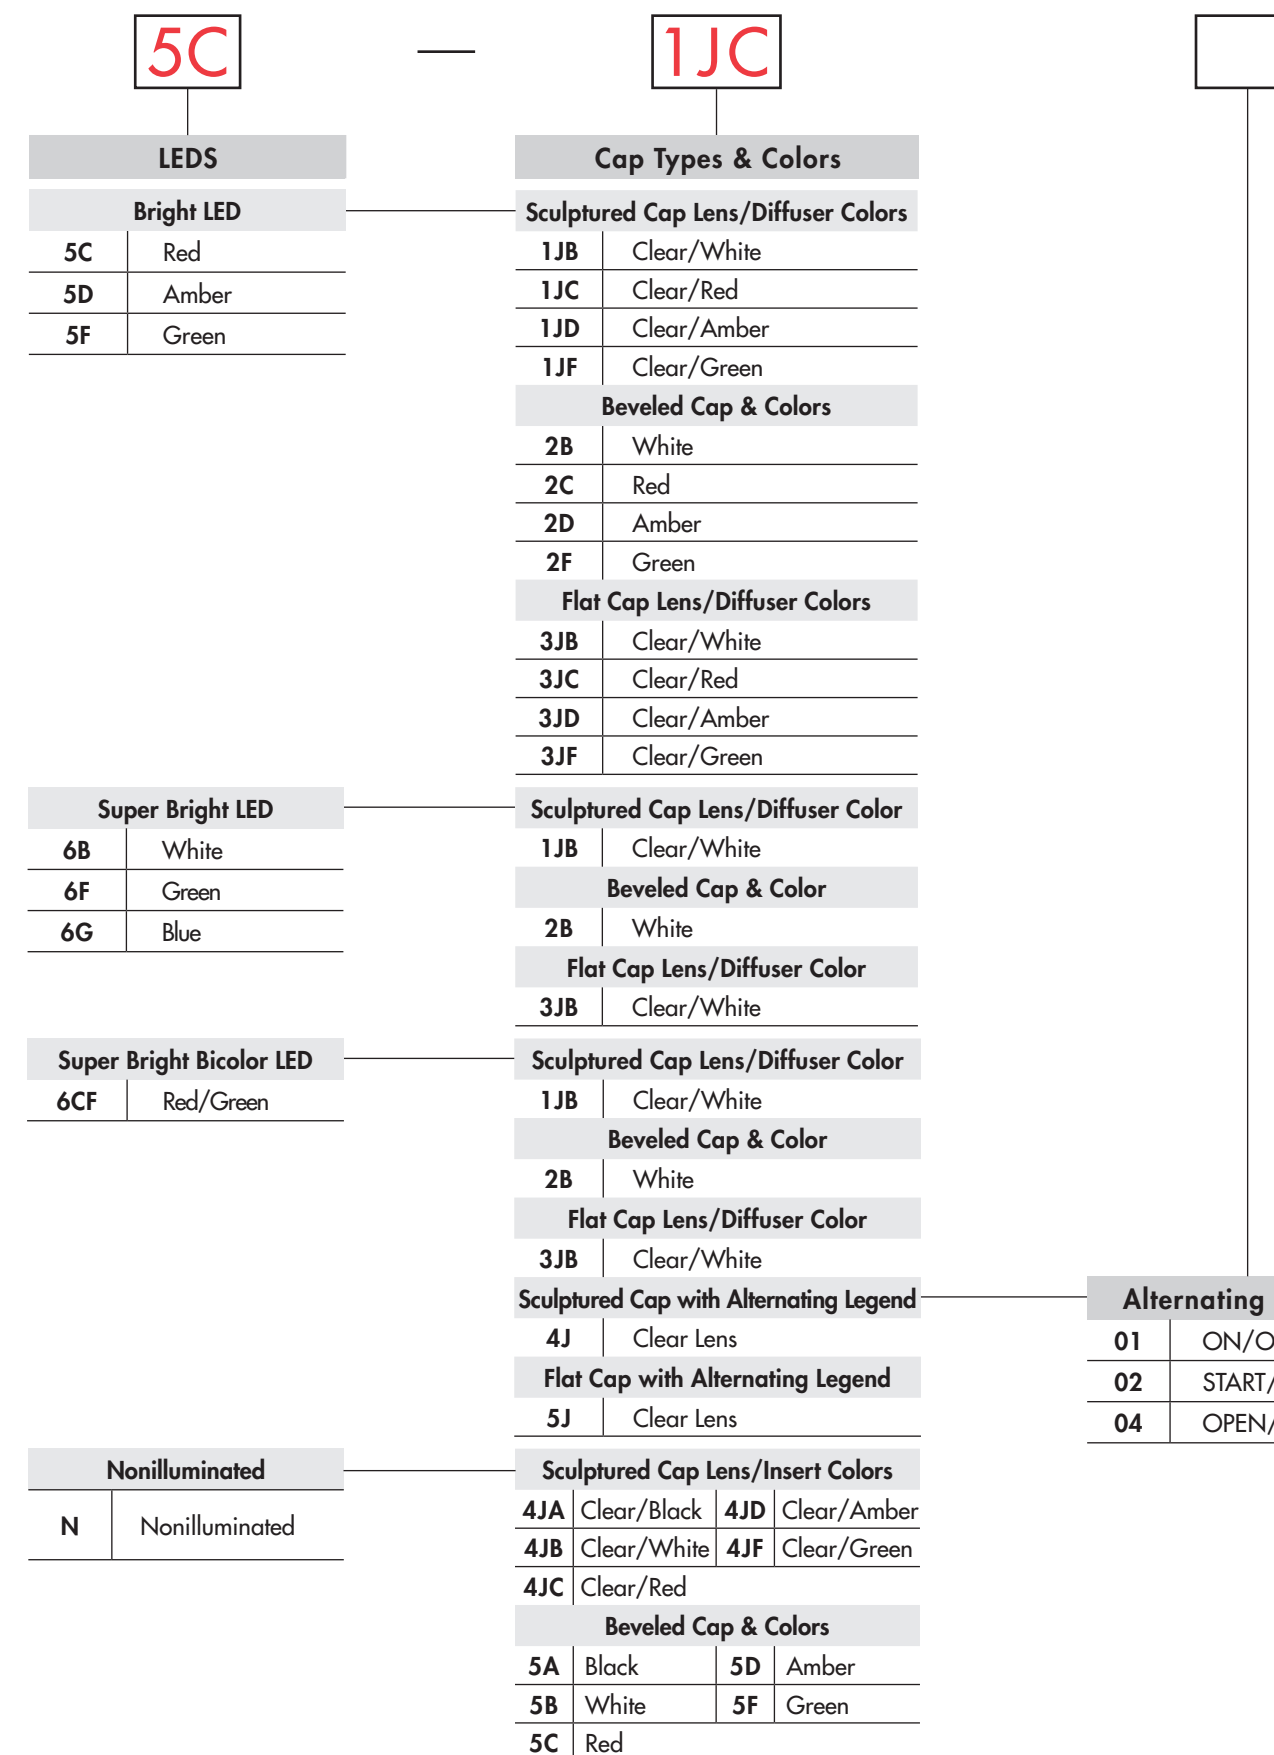 5C — 1JC
LEDS
Cap Types & Colors
Bright LED
Sculptured Cap Lens/Diffuser Colors
5C Red
1JB Clear/White
5D Amber
1JC Clear/Red
5F Green
1JD Clear/Amber
1JF Clear/Green
Beveled Cap & Colors
2B White
2C Red
2D Amber
2F Green
Flat Cap Lens/Diffuser Colors
3JB Clear/White
3JC Clear/Red
3JD Clear/Amber
3JF Clear/Green
Super Bright LED
Sculptured Cap Lens/Diffuser Color
6B White
1JB Clear/White
6F Green
Beveled Cap & Color
6G Blue
2B White
Flat Cap Lens/Diffuser Color
3JB Clear/White
Super Bright Bicolor LED
Sculptured Cap Lens/Diffuser Color
6CF Red/Green
1JB Clear/White
Beveled Cap & Color
2B White
Flat Cap Lens/Diffuser Color
3JB Clear/White
Sculptured Cap with Alternating Legend
Alternating
4J Clear Lens
01 ON/O
Flat Cap with Alternating Legend
02 START/
5J Clear Lens
04 OPEN/
Nonilluminated
Sculptured Cap Lens/Insert Colors
N Nonilluminated
4JA Clear/Black 4JD Clear/Amber
4JB Clear/White 4JF Clear/Green
4JC Clear/Red
Beveled Cap & Colors
5A Black 5D Amber
5B White 5F Green
5C Red